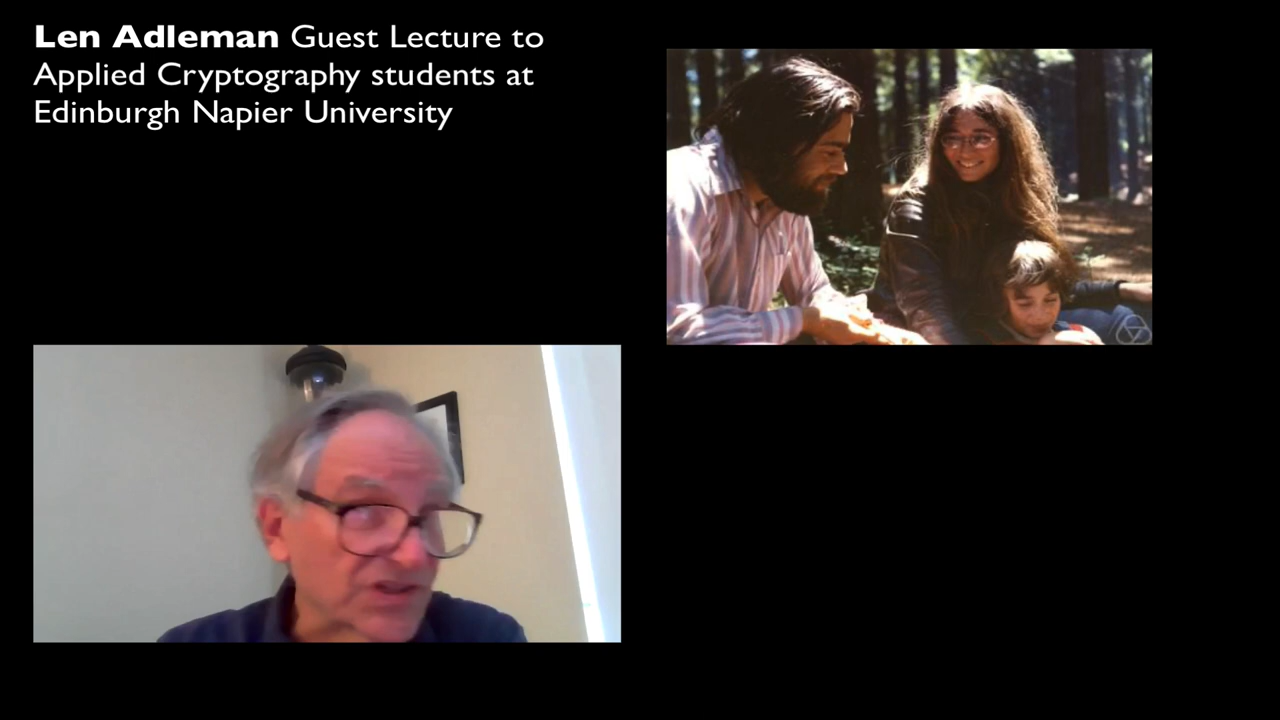 Len Adleman Guest Lecture to
Applied Cryptography students at
Edinburgh Napier University